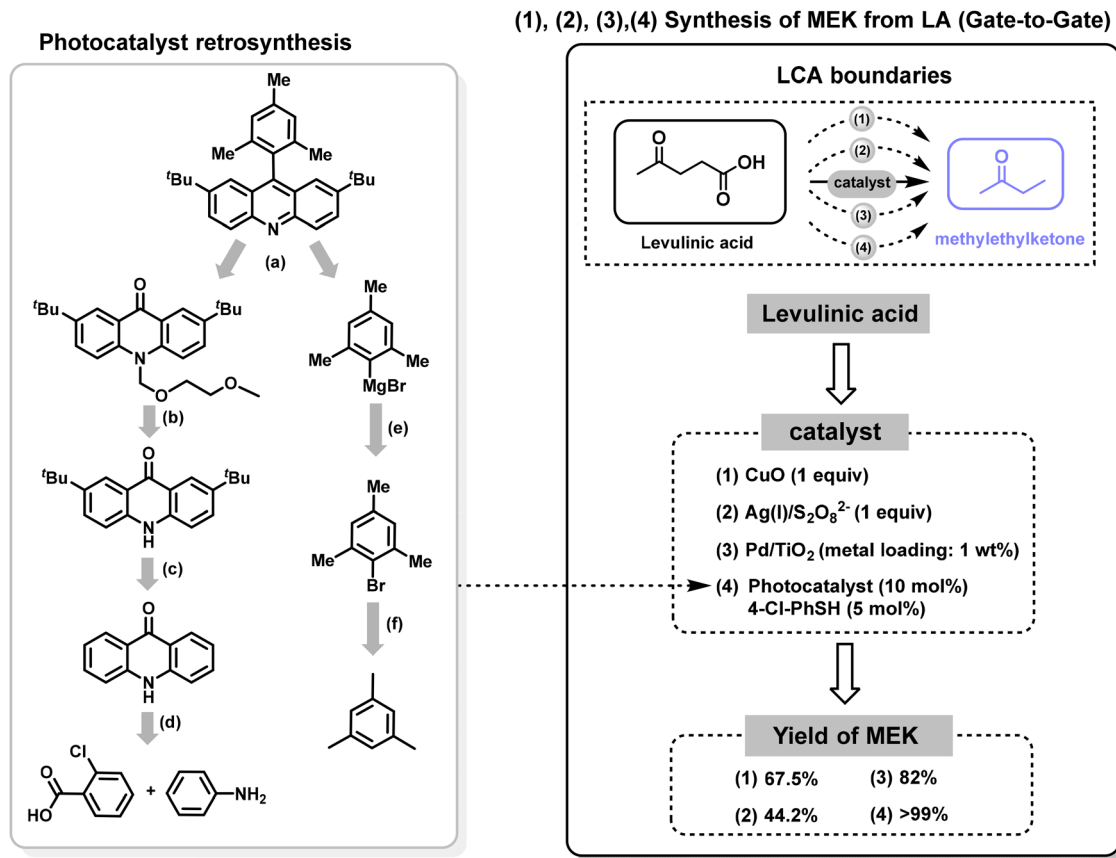 (1), (2), (3),(4) Synthesis of MEK from LA (Gate-to-Gate)
Photocatalyst retrosynthesis
Me
Me Me
tBu tBu
N
(a)
O
tBu tBu
N
O O
Me
Me Me
MgBr
(b)
(e)
O
tBu tBu
N
H
Me
Me Me
Br
(c)
(f)
O
N
H
(d)
Cl
O
HO
+
NH2
LCA boundaries
O
OH
O
Levulinic acid
(1)
(2)
catalyst
(3)
(4)
O
methylethylketone
Levulinic acid
catalyst
(1) CuO (1 equiv)
(2) Ag(I)/S2O8 2- (1 equiv)
(3) Pd/TiO2 (metal loading: 1 wt%)
(4) Photocatalyst (10 mol%)
4-Cl-PhSH (5 mol%)
Yield of MEK
(1) 67.5% (3) 82%
(2) 44.2% (4) >99%